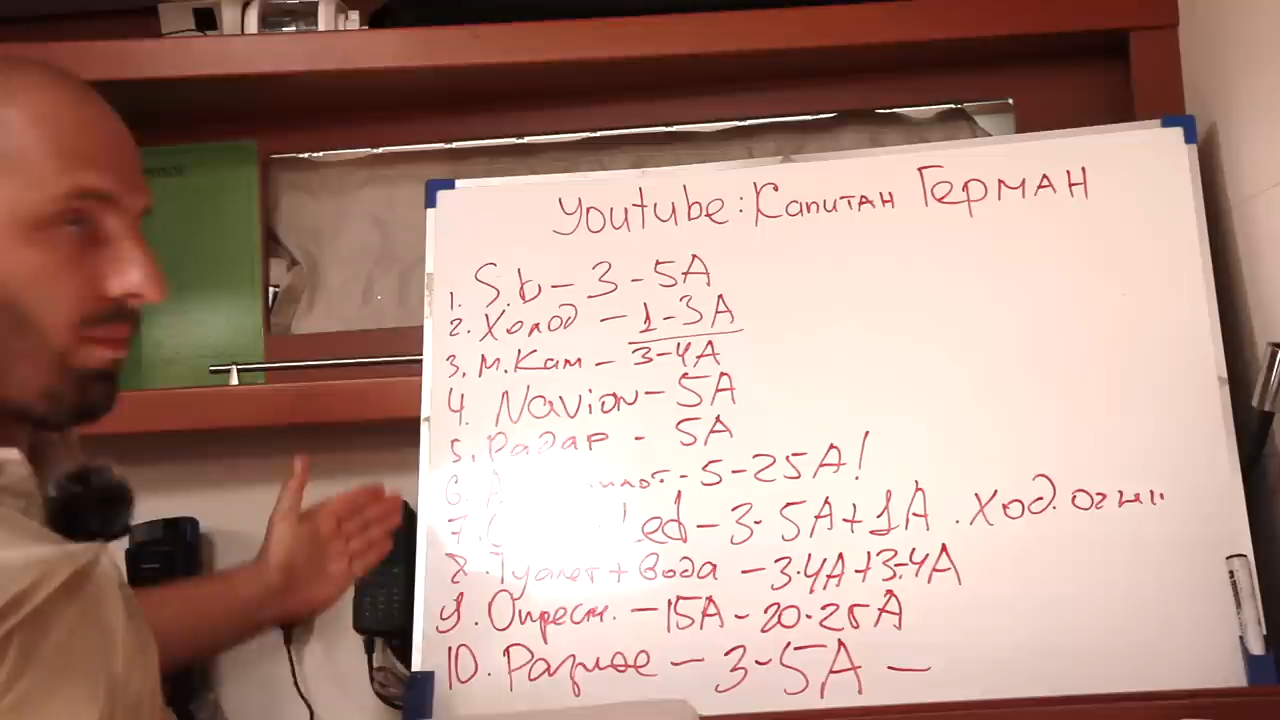 youtube: Капитан Герман
1. S.b - 3 - 5A
2. Холод - 1 - 3A
3. М. Кам - 3-4A
4. Navion - 5A
5. Радар - 5A
6. - 5-25A!
7. Led - 3-5A + 1A . Ход. огни
8. Туалет + Вода - 3-4A + 3-4A
9. Опресн. - 15A - 20-25A
10. Разное - 3-5A -